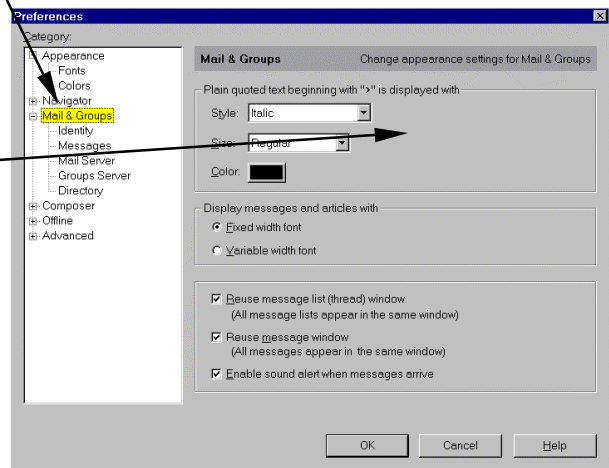 Preferences
Category:
Appearance
Fonts
Colors
Navigator
Mail & Groups
Identity
Messages
Mail Server
Groups Server
Directory
Composer
Offline
Advanced
Mail & Groups Change appearance settings for Mail & Groups
Plain quoted text beginning with ">" is displayed with
Style: Italic
Size: Regular
Color:
Display messages and articles with
Fixed width font
Variable width font
Reuse message list (thread) window
(All message lists appear in the same window)
Reuse message window
(All messages appear in the same window)
Enable sound alert when messages arrive
OK Cancel Help